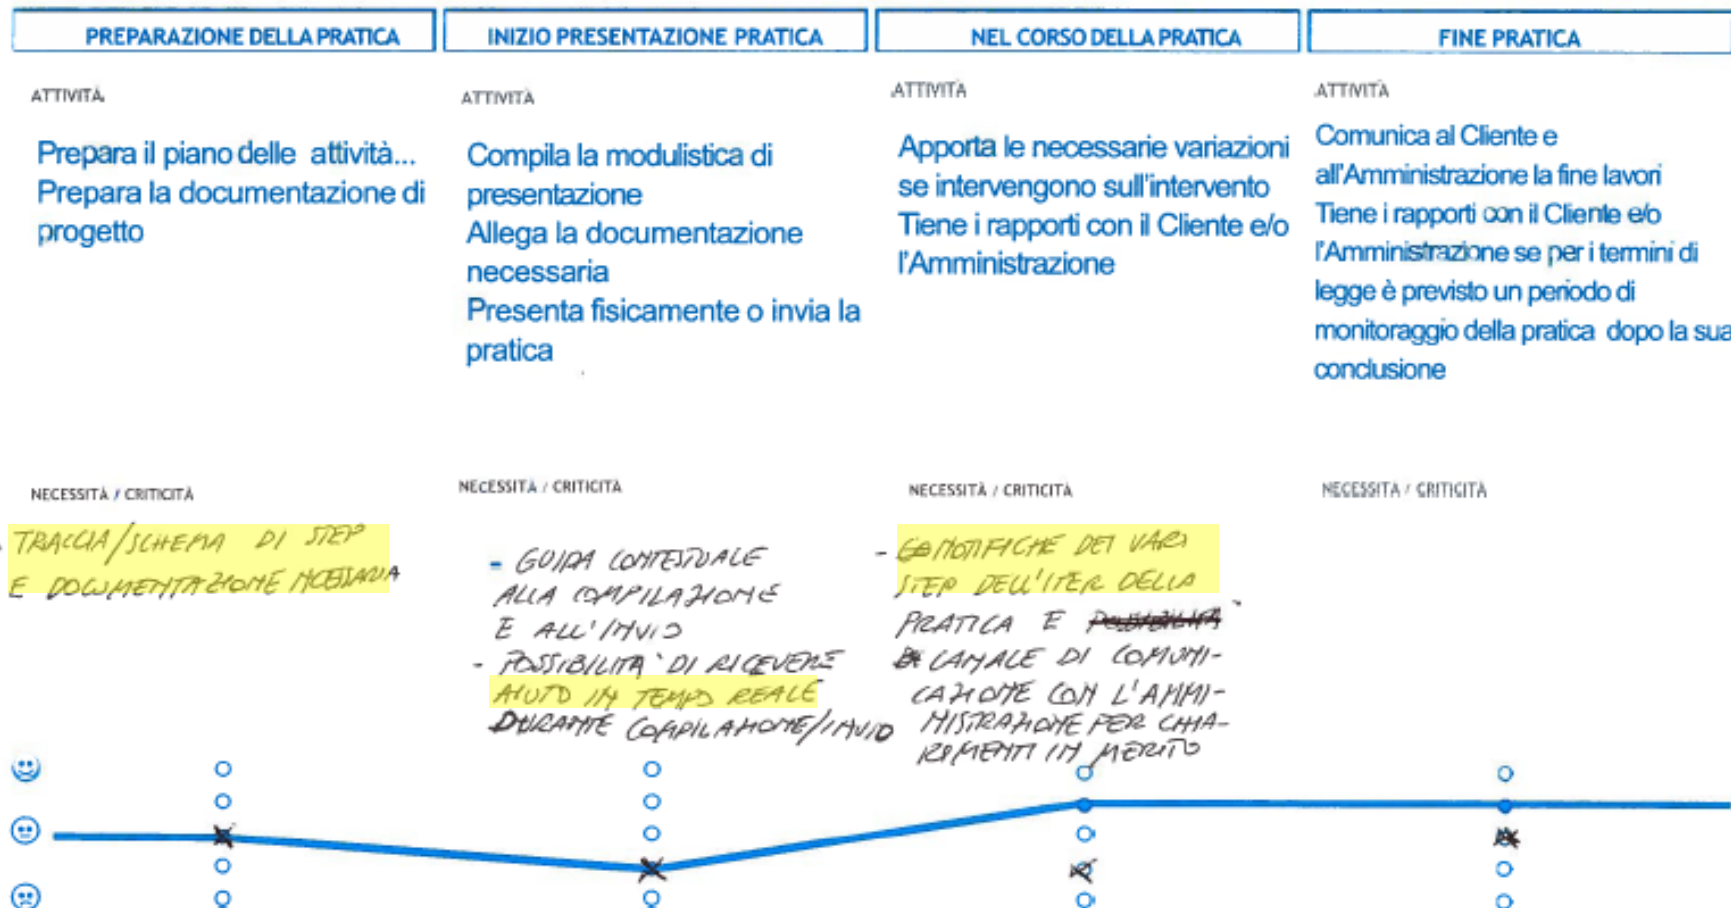 PREPARAZIONE DELLA PRATICA
ATTIVITÀ
Prepara il piano delle attività...
Prepara la documentazione di
progetto
NECESSITÀ / CRITICITÀ
TRACCIA/SCHEMA DI STEP
E DOCUMENTAZIONE NCESSARIA
INIZIO PRESENTAZIONE PRATICA
ATTIVITÀ
Compila la modulistica di
presentazione
Allega la documentazione
necessaria
Presenta fisicamente o invia la
pratica
NECESSITÀ / CRITICITÀ
- GUIDA CONTESTUALE
ALLA COMPILAZIONE
E ALL'INVIO
- POSSIBILITA' DI RICEVERE
AIUTO IN TEMPO REALE
DURANTE COMPILAZIONE/INVIO
NEL CORSO DELLA PRATICA
ATTIVITÀ
Apporta le necessarie variazioni
se intervengono sull'intervento
Tiene i rapporti con il Cliente e/o
l'Amministrazione
NECESSITÀ / CRITICITÀ
- NOTIFICHE DEI VARI
STEP DELL'ITER DELLA
PRATICA E
CANALE DI COMUNI-
CAZIONE CON L'AMMI-
NISTRAZIONE PER CHIA-
RIMENTI IN MERITO
FINE PRATICA
ATTIVITÀ
Comunica al Cliente e
all'Amministrazione la fine lavori
Tiene i rapporti con il Cliente e/o
l'Amministrazione se per i termini di
legge è previsto un periodo di
monitoraggio della pratica dopo la sua
conclusione
NECESSITÀ / CRITICITÀ